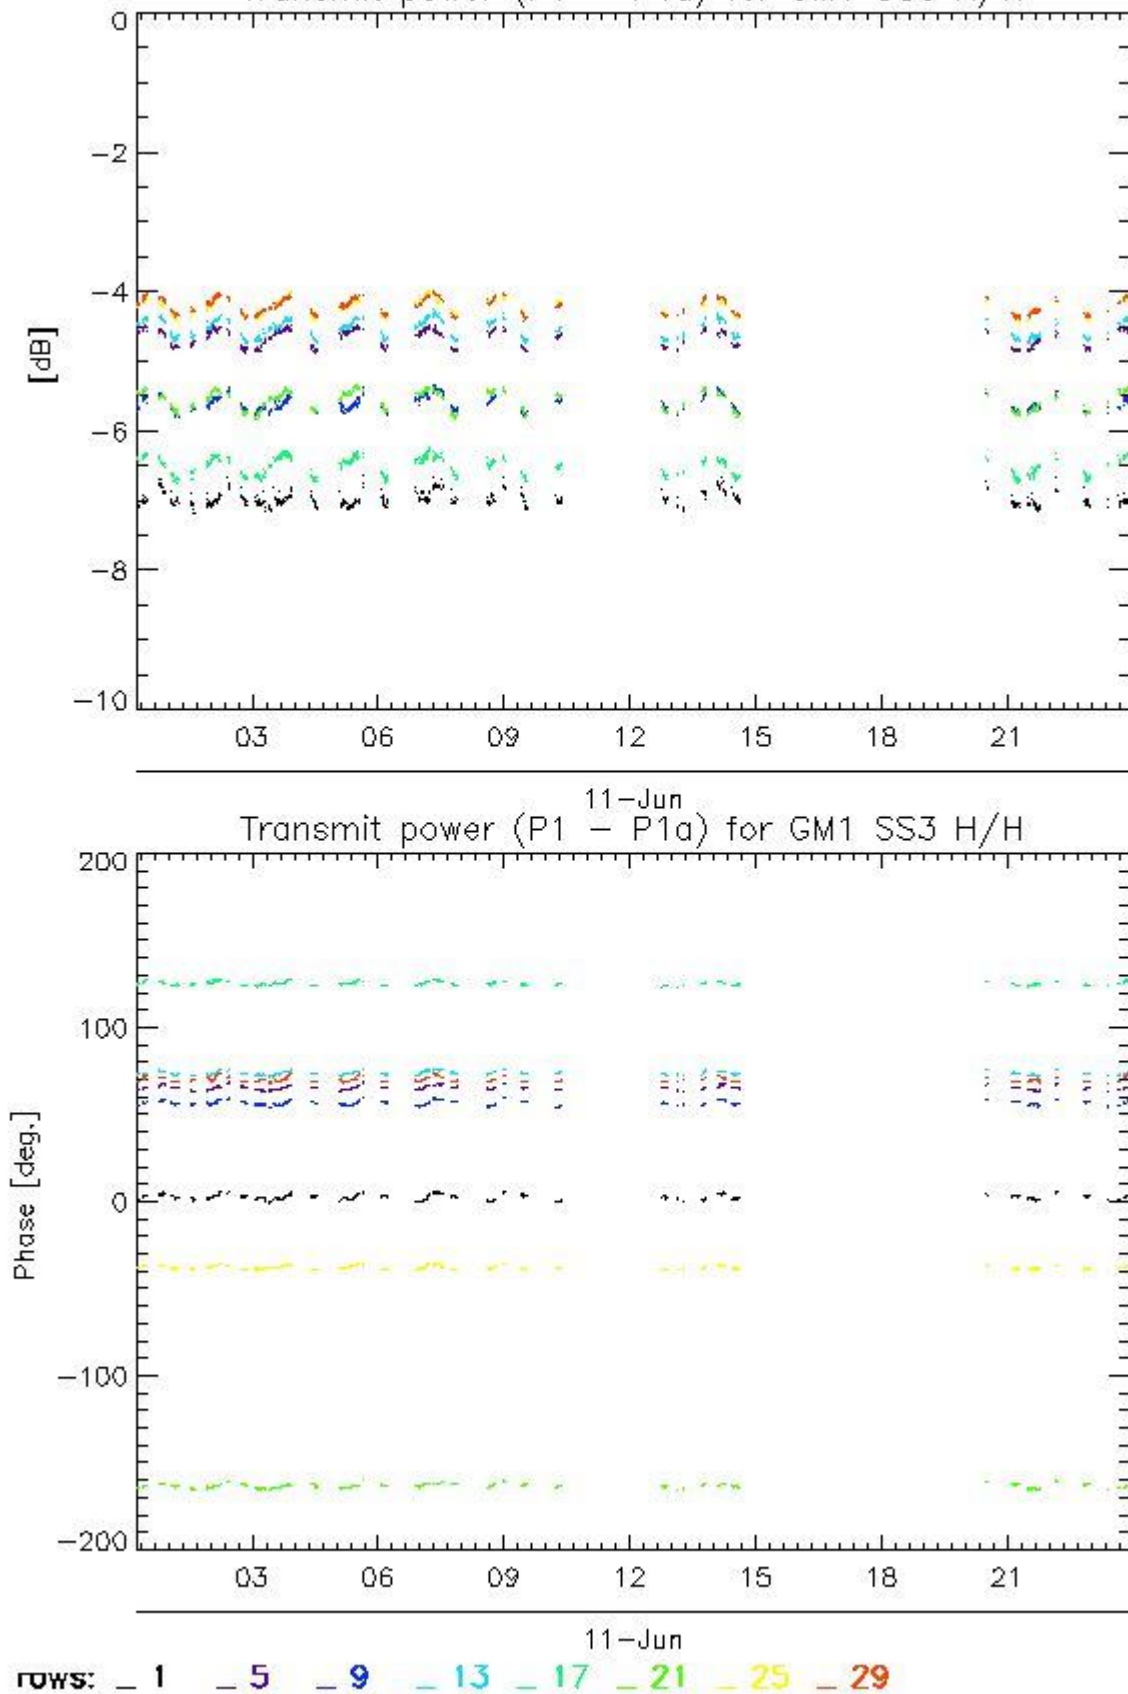 0
−2
−4
[dB]
−6
−8
−10
03 06 09 12 15 18 21
11−Jun
Transmit power (P1 − P1a) for GM1 SS3 H/H
200
100
0
Phase [deg.]
−100
−200
03 06 09 12 15 18 21
11−Jun
rows: _ 1 _ 5 _ 9 _ 13 _ 17 _ 21 _ 25 _ 29